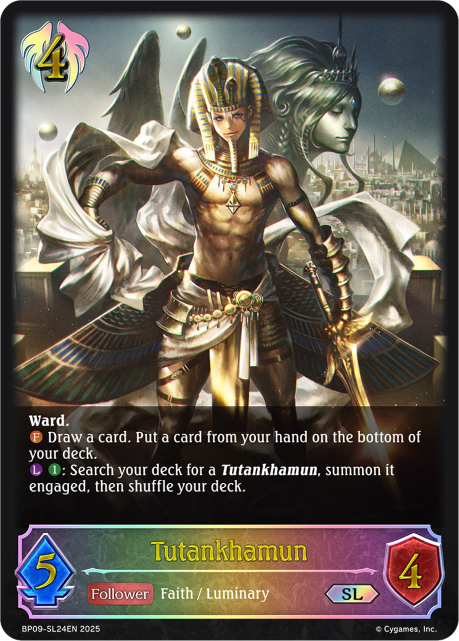 4
Ward.
F Draw a card. Put a card from your hand on the bottom of
your deck.
L 1: Search your deck for a Tutankhamun, summon it
engaged, then shuffle your deck.
Tutankhamun
5
Follower Faith / Luminary
SL
4
BP09-SL24EN 2025
© Cygames, Inc.